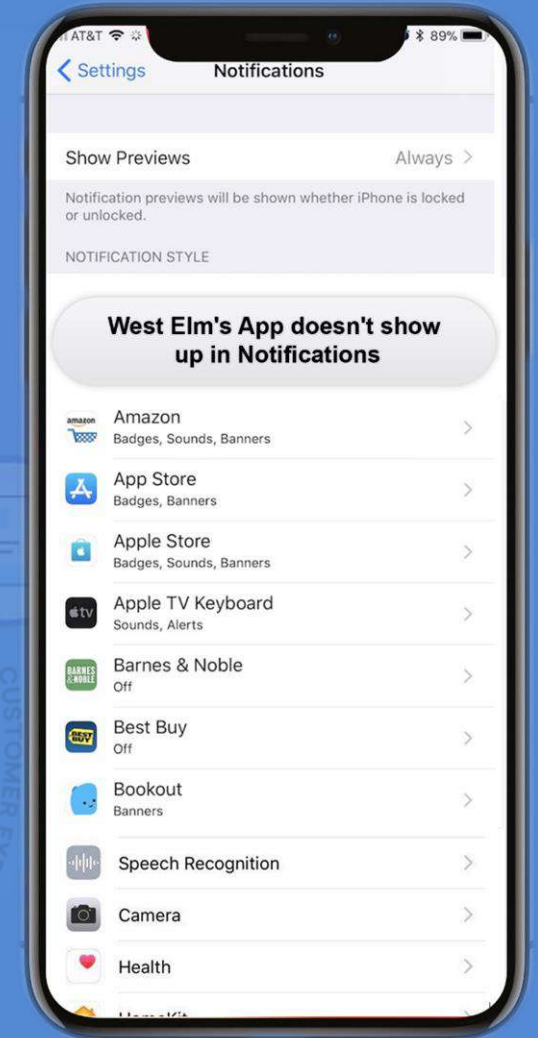 AT&T 89%
Settings Notifications
Show Previews Always
Notification previews will be shown whether iPhone is locked
or unlocked.
NOTIFICATION STYLE
West Elm's App doesn't show
up in Notifications
amazon
Amazon
Badges, Sounds, Banners
App Store
Badges, Banners
Apple Store
Badges, Sounds, Banners
tv
Apple TV Keyboard
Sounds, Alerts
BARNES
&NOBLE
Barnes & Noble
Off
BEST
BUY
Best Buy
Off
Bookout
Banners
Speech Recognition
Camera
Health
HomeKit
CUSTOMER